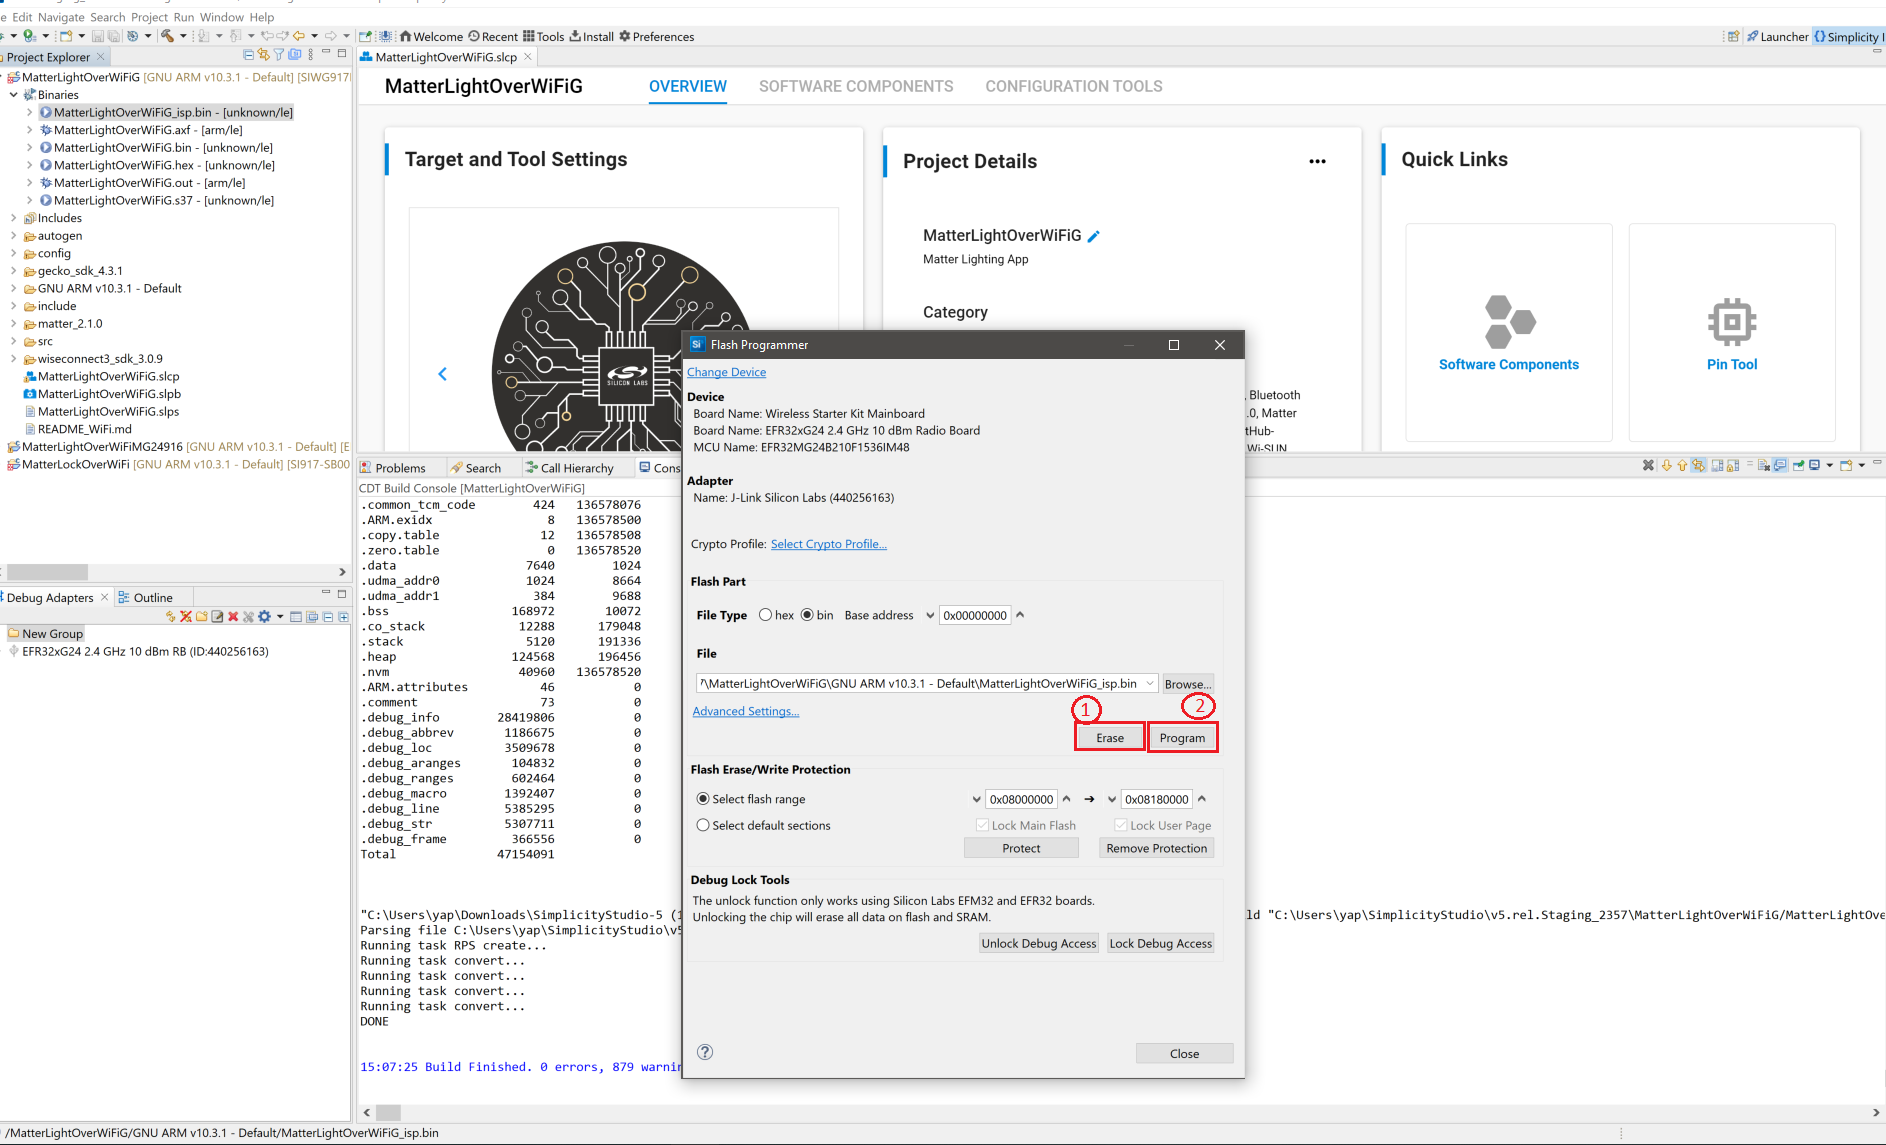 e Edit Navigate Search Project Run Window Help
Welcome Recent Tools Install Preferences
Launcher Simplicity I
Project Explorer
MatterLightOverWiFiG [GNU ARM v10.3.1 - Default] [SIWG917
Binaries
MatterLightOverWiFiG_isp.bin - [unknown/le]
MatterLightOverWiFiG.axf - [arm/le]
MatterLightOverWiFiG.bin - [unknown/le]
MatterLightOverWiFiG.hex - [unknown/le]
MatterLightOverWiFiG.out - [arm/le]
MatterLightOverWiFiG.s37 - [unknown/le]
Includes
autogen
config
gecko_sdk_4.3.1
GNU ARM v10.3.1 - Default
include
matter_2.1.0
src
wiseconnect3_sdk_3.0.9
MatterLightOverWiFiG.slcp
MatterLightOverWiFiG.slpb
MatterLightOverWiFiG.slps
README_WiFi.md
MatterLightOverWiFiMG24916 [GNU ARM v10.3.1 - Default] [E
MatterLockOverWiFi [GNU ARM v10.3.1 - Default] [SI917-SB00
Debug Adapters Outline
New Group
EFR32xG24 2.4 GHz 10 dBm RB (ID:440256163)
MatterLightOverWiFiG.slcp
MatterLightOverWiFiG OVERVIEW SOFTWARE COMPONENTS CONFIGURATION TOOLS
Target and Tool Settings
SILICON LABS
Project Details
MatterLightOverWiFiG
Matter Lighting App
Category
, Bluetooth
.0, Matter
tHub-
Wi-SUN
Quick Links
Software Components
Pin Tool
Problems Search Call Hierarchy Cons
CDT Build Console [MatterLightOverWiFiG]
.common_tcm_code 424 136578076
.ARM.exidx 8 136578500
.copy.table 12 136578508
.zero.table 0 136578520
.data 7640 1024
.udma_addr0 1024 8664
.udma_addr1 384 9688
.bss 168972 10072
.co_stack 12288 179048
.stack 5120 191336
.heap 124568 196456
.nvm 40960 136578520
.ARM.attributes 46 0
.comment 73 0
.debug_info 28419806 0
.debug_abbrev 1186675 0
.debug_loc 3509678 0
.debug_aranges 104832 0
.debug_ranges 602464 0
.debug_macro 1392407 0
.debug_line 5385295 0
.debug_str 5307711 0
.debug_frame 366556 0
Total 47154091
"C:\Users\yap\Downloads\SimplicityStudio-5 (1
ld "C:\Users\yap\SimplicityStudio\v5.rel.Staging_2357\MatterLightOverWiFiG/MatterLightOve
Parsing file C:\Users\yap\SimplicityStudio\v5
Running task RPS create...
Running task convert...
Running task convert...
Running task convert...
Running task convert...
DONE
15:07:25 Build Finished. 0 errors, 879 warnin
Si Flash Programmer
Change Device
Device
Board Name: Wireless Starter Kit Mainboard
Board Name: EFR32xG24 2.4 GHz 10 dBm Radio Board
MCU Name: EFR32MG24B210F1536IM48
Adapter
Name: J-Link Silicon Labs (440256163)
Crypto Profile: Select Crypto Profile...
Flash Part
File Type hex bin Base address 0x00000000
File
\MatterLightOverWiFiG\GNU ARM v10.3.1 - Default\MatterLightOverWiFiG_isp.bin Browse...
Advanced Settings... 1 2
Erase Program
Flash Erase/Write Protection
Select flash range 0x08000000 0x08180000
Select default sections Lock Main Flash Lock User Page
Protect Remove Protection
Debug Lock Tools
The unlock function only works using Silicon Labs EFM32 and EFR32 boards.
Unlocking the chip will erase all data on flash and SRAM.
Unlock Debug Access Lock Debug Access
? Close
/MatterLightOverWiFiG/GNU ARM v10.3.1 - Default/MatterLightOverWiFiG_isp.bin